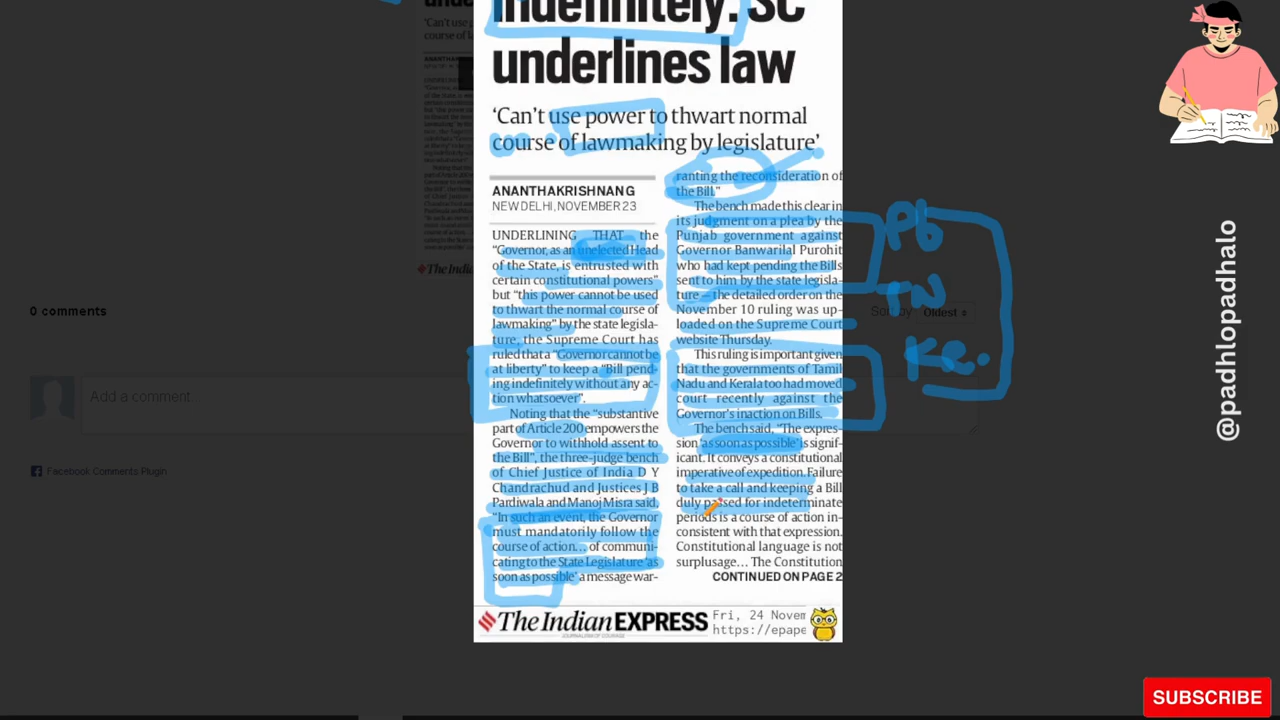 indefinitely: SC
underlines law
‘Can’t use power to thwart normal
course of lawmaking by legislature’
ANANTHAKRISHNAN G
NEW DELHI, NOVEMBER 23
UNDERLINING THAT the
“Governor, as an unelected Head
of the State, is entrusted with
certain constitutional powers”
but “this power cannot be used
to thwart the normal course of
lawmaking” by the state legisla-
ture, the Supreme Court has
ruled that a “Governor cannot be
at liberty” to keep a “Bill pend-
ing indefinitely without any ac-
tion whatsoever”.
Noting that the “substantive
part of Article 200 empowers the
Governor to withhold assent to
the Bill”, the three-judge bench
of Chief Justice of India D Y
Chandrachud and Justices J B
Pardiwala and Manoj Misra said,
“In such an event, the Governor
must mandatorily follow the
course of action... of communi-
cating to the State Legislature ‘as
soon as possible’ a message war-
ranting the reconsideration of
the Bill.”
The bench made this clear in
its judgment on a plea by the
Punjab government against
Governor Banwarilal Purohit
who had kept pending the Bills
sent to him by the state legisla-
ture — the detailed order on the
November 10 ruling was up-
loaded on the Supreme Court
website Thursday.
This ruling is important given
that the governments of Tamil
Nadu and Kerala too had moved
court recently against the
Governor’s inaction on Bills.
The bench said, “The expres-
sion ‘as soon as possible’ is signif-
icant. It conveys a constitutional
imperative of expedition. Failure
to take a call and keeping a Bill
duly passed for indeterminate
periods is a course of action in-
consistent with that expression.
Constitutional language is not
surplusage... The Constitution
CONTINUED ON PAGE 2
The Indian EXPRESS
JOURNALISM OF COURAGE
Fri, 24 Novem
https://epape
0 comments
Sort by Oldest
Add a comment
Facebook Comments Plugin
The Indian
@padhlopadhalo
SUBSCRIBE